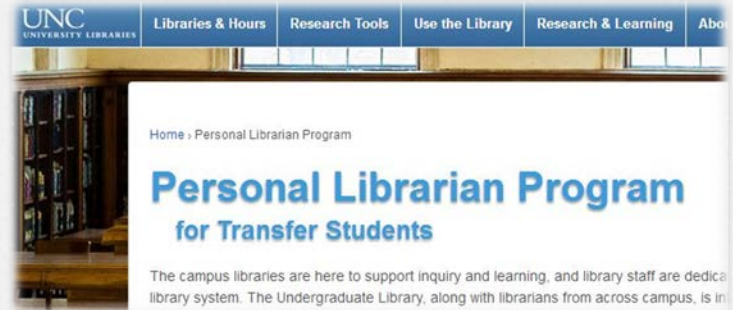 UNC
UNIVERSITY LIBRARIES
Libraries & Hours
Research Tools
Use the Library
Research & Learning
Home › Personal Librarian Program
Personal Librarian Program
for Transfer Students
The campus libraries are here to support inquiry and learning, and library staff are
library system. The Undergraduate Library, along with librarians from across campus, is